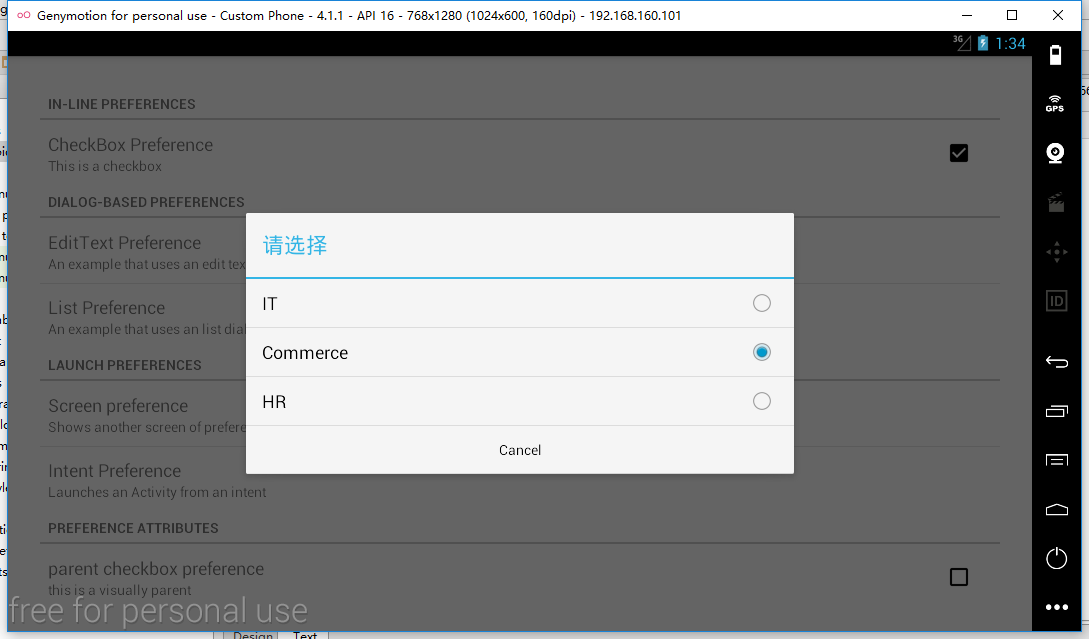 Genymotion for personal use - Custom Phone - 4.1.1 - API 16 - 768x1280 (1024x600, 160dpi) - 192.168.160.101
3G 1:34
IN-LINE PREFERENCES
CheckBox Preference
This is a checkbox
DIALOG-BASED PREFERENCES
EditText Preference
An example that uses an edit tex
List Preference
An example that uses an list dia
LAUNCH PREFERENCES
Screen preference
Shows another screen of prefere
Intent Preference
Launches an Activity from an intent
PREFERENCE ATTRIBUTES
parent checkbox preference
this is a visually parent
请选择
IT
Commerce
HR
Cancel
GPS
ID
free for personal use
Design Text